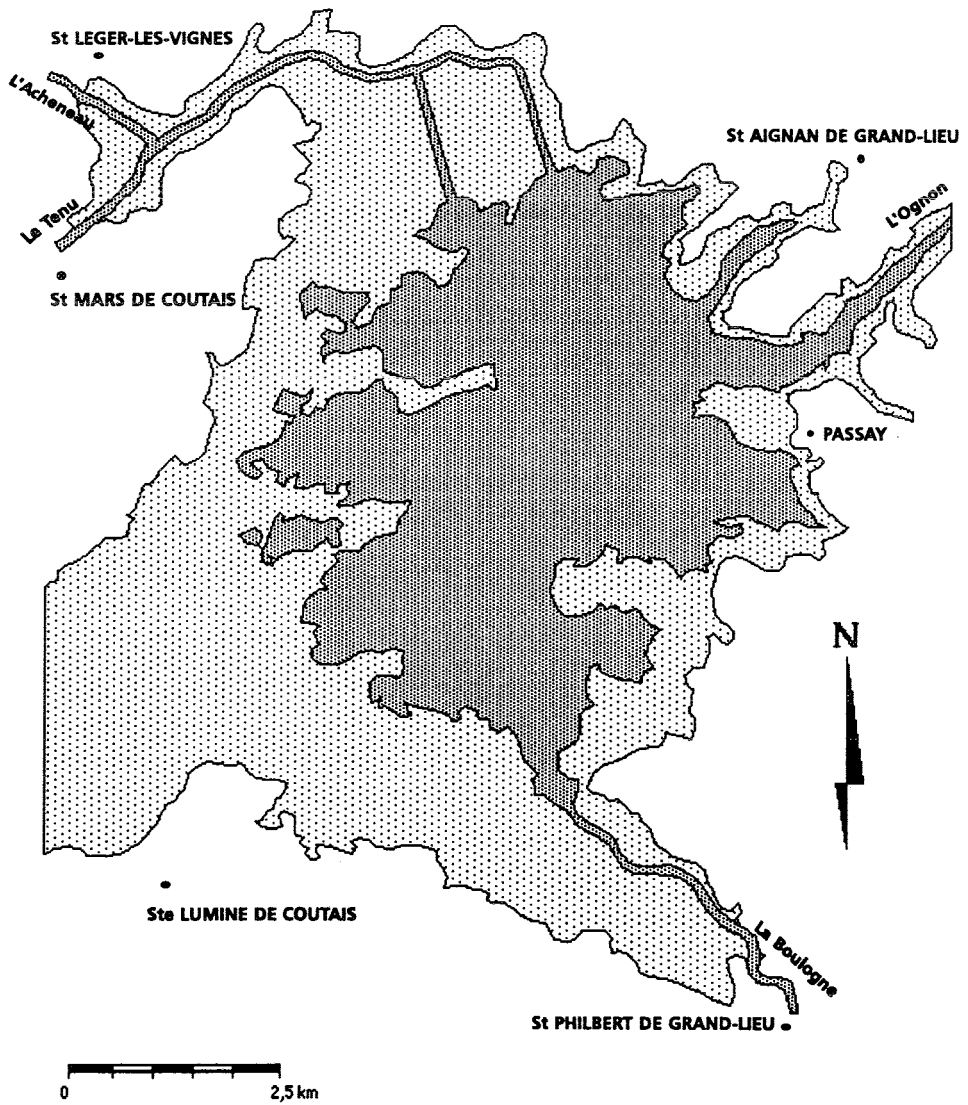 St LEGER-LES-VIGNES
L'Acheneau
St AIGNAN DE GRAND-LIEU
L'Ognon
Le Tenu
St MARS DE COUTAIS
PASSAY
N
Ste LUMINE DE COUTAIS
La Boulogne
St PHILBERT DE GRAND-LIEU
0 2,5 km